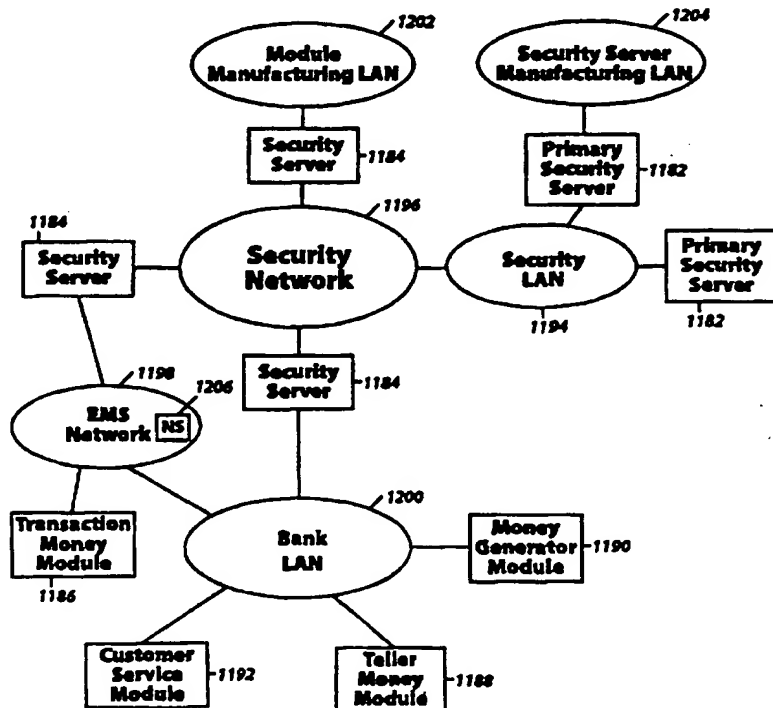 1202
Module
Manufacturing LAN
1204
Security Server
Manufacturing LAN
Security
Server
1184
Primary
Security
Server
1182
1196
Security
Network
1184
Security
Server
Security
LAN
1194
Primary
Security
Server
1182
Security
Server
1184
1198
1206
EMS
Network
NS
1200
Bank
LAN
Transaction
Money
Module
1186
Money
Generator
Module
1190
Customer
Service
Module
1192
Teller
Money
Module
1188